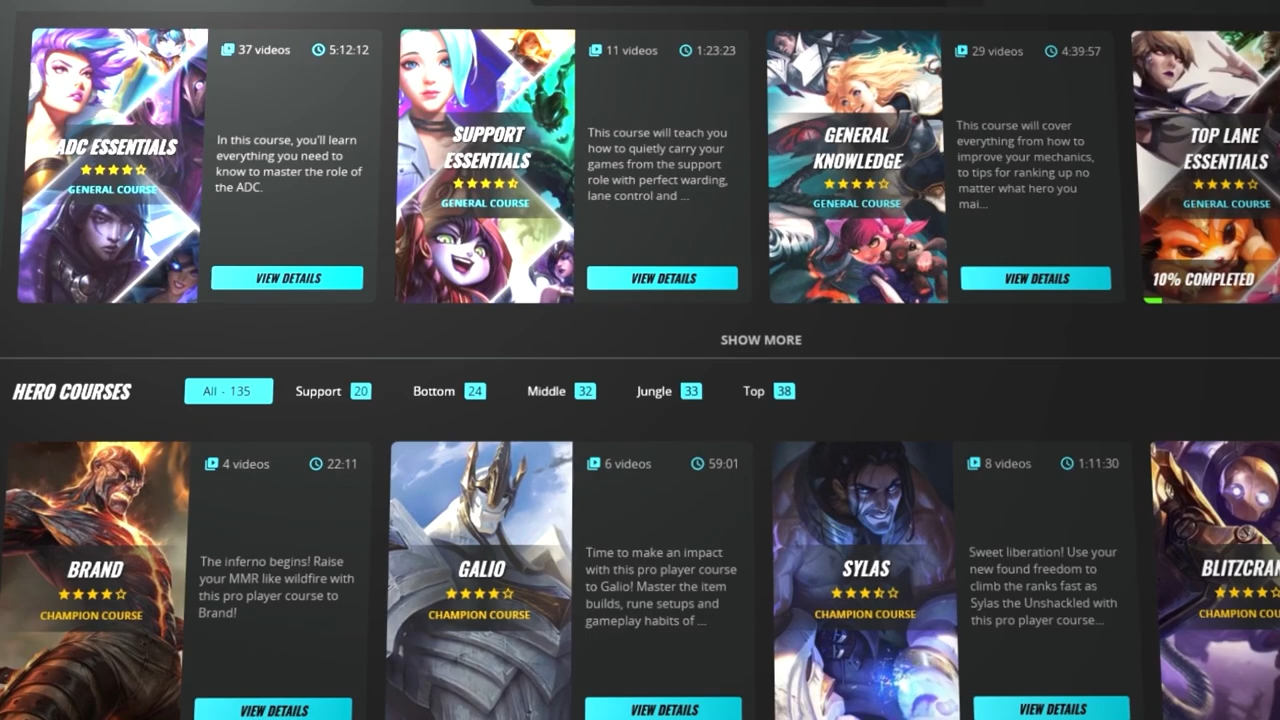 37 videos 5:12:12
ADC ESSENTIALS
GENERAL COURSE
In this course, you'll learn
everything you need to
know to master the role of
the ADC.
VIEW DETAILS
11 videos 1:23:23
SUPPORT
ESSENTIALS
GENERAL COURSE
This course will teach you
how to quietly carry your
games from the support
role with perfect warding,
lane control and ...
VIEW DETAILS
29 videos 4:39:57
GENERAL
KNOWLEDGE
GENERAL COURSE
This course will cover
everything from how to
improve your mechanics,
to tips for ranking up no
matter what hero you
mai...
VIEW DETAILS
TOP LANE
ESSENTIALS
GENERAL COURSE
10% COMPLETED
SHOW MORE
HERO COURSES All - 135 Support 20 Bottom 24 Middle 32 Jungle 33 Top 38
4 videos 22:11
BRAND
CHAMPION COURSE
The inferno begins! Raise
your MMR like wildfire with
this pro player course to
Brand!
VIEW DETAILS
6 videos 59:01
GALIO
CHAMPION COURSE
Time to make an impact
with this pro player course
to Galio! Master the item
builds, rune setups and
gameplay habits of ...
VIEW DETAILS
8 videos 1:11:30
SYLAS
CHAMPION COURSE
Sweet liberation! Use your
new found freedom to
climb the ranks fast as
Sylas the Unshackled with
this pro player course...
VIEW DETAILS
BLITZCRAN
CHAMPION COU